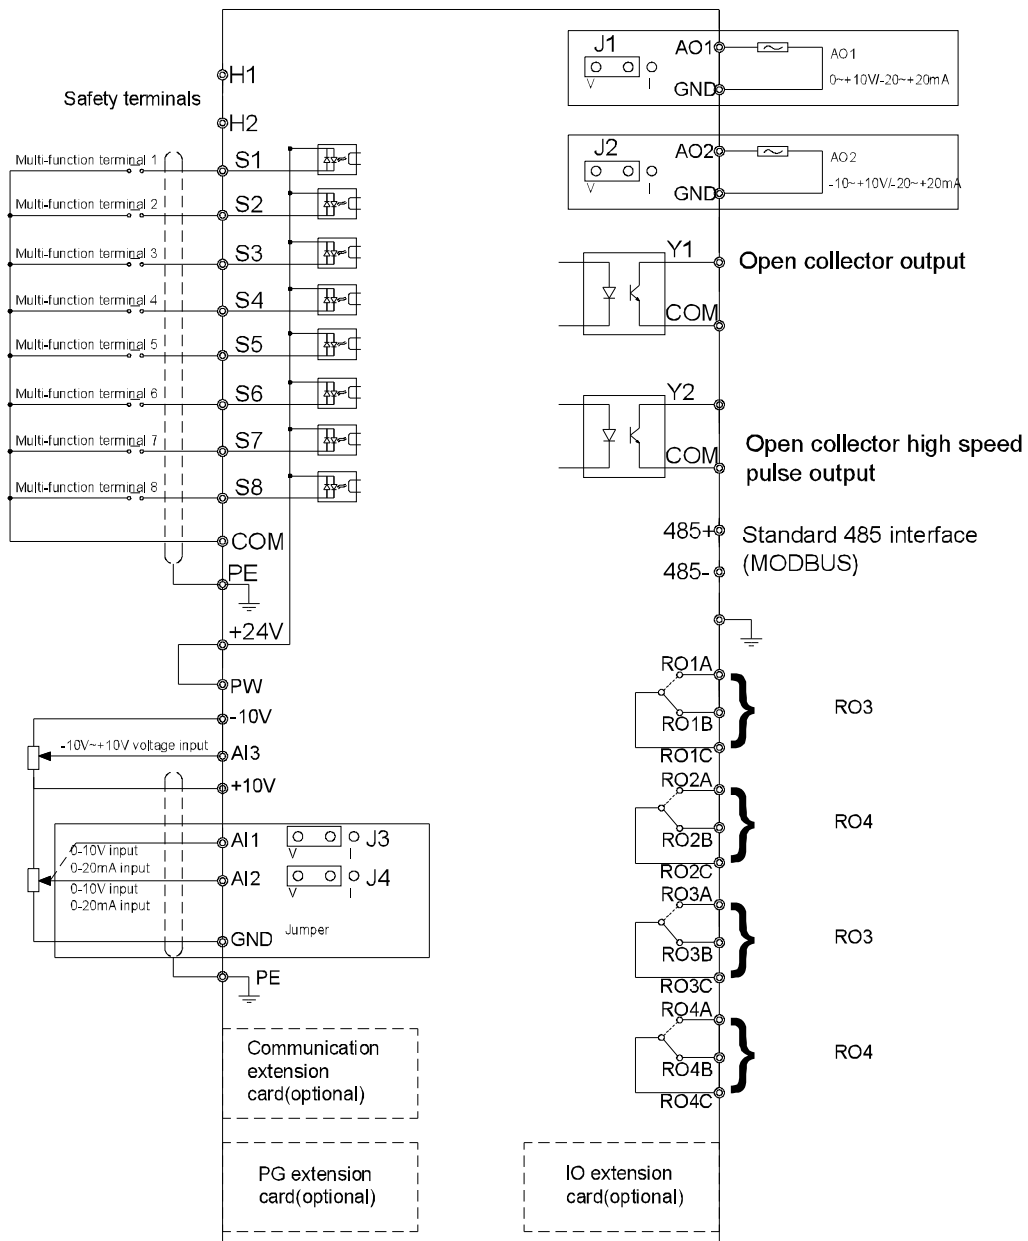 H1
Safety terminals
H2
Multi-function terminal 1
S1
Multi-function terminal 2
S2
Multi-function terminal 3
S3
Multi-function terminal 4
S4
Multi-function terminal 5
S5
Multi-function terminal 6
S6
Multi-function terminal 7
S7
Multi-function terminal 8
S8
COM
PE
+24V
PW
-10V
-10V~+10V voltage input
AI3
+10V
AI1
0-10V input
0-20mA input
AI2
0-10V input
0-20mA input
J3
V
I
J4
V
I
GND
Jumper
PE
Communication
extension
card(optional)
PG extension
card(optional)
J1
V
I
AO1
GND
AO1
0~+10V/-20~+20mA
J2
V
I
AO2
GND
AO2
-10~+10V/-20~+20mA
Y1
COM
Open collector output
Y2
COM
Open collector high speed
pulse output
485+
485-
Standard 485 interface
(MODBUS)
RO1A
RO1B
RO1C
RO3
RO2A
RO2B
RO2C
RO4
RO3A
RO3B
RO3C
RO3
RO4A
RO4B
RO4C
RO4
IO extension
card(optional)